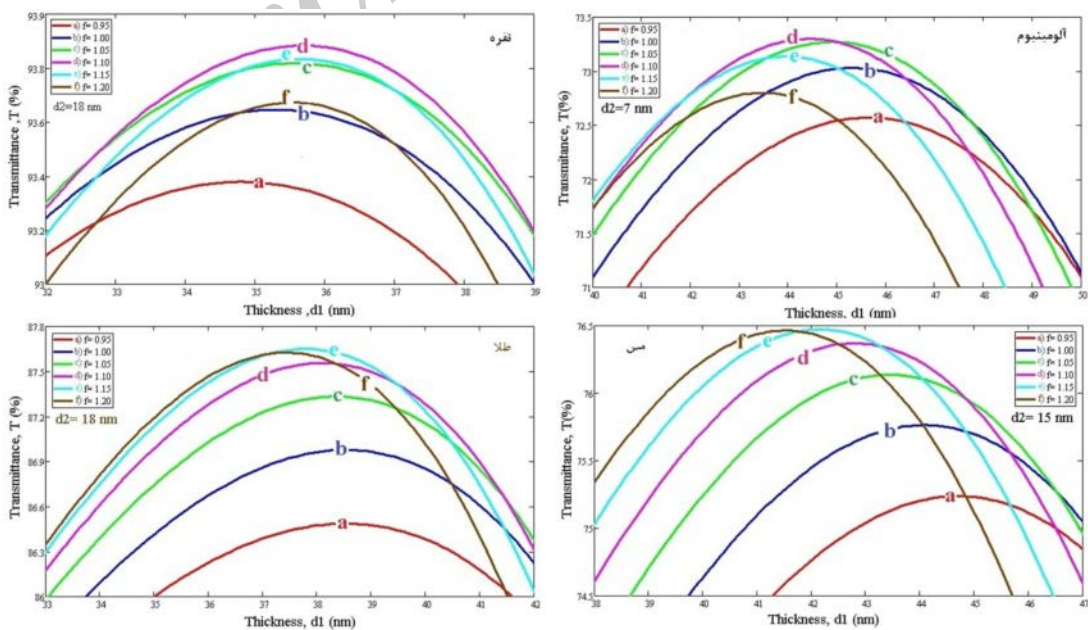 نقره
a) f= 0.95
b) f= 1.00
c) f= 1.05
d) f= 1.10
e) f= 1.15
f) f= 1.20
d2=18 nm
Transmittance ,T (%)
93.9
93.8
93.6
93.4
93.2
93
32 33 34 35 36 37 38 39
Thickness ,d1 (nm)
a
b
c
d
e
f
آلومینیوم
a) f= 0.95
b) f= 1.00
c) f= 1.05
d) f= 1.10
e) f= 1.15
f) f= 1.20
d2=7 nm
Transmitance, T(%)
73.5
73
72.5
72
71.5
71
40 41 42 43 44 45 46 47 48 49 50
Thickness. d1 (nm)
a
b
c
d
e
f
طلا
a) f= 0.95
b) f= 1.00
c) f= 1.05
d) f= 1.10
e) f= 1.15
f) f= 1.20
d2= 18 nm
Transmittance, T (%)
87.8
87.5
87.2
86.9
86.6
86.3
86
33 34 35 36 37 38 39 40 41 42
Thickness, d1 (nm)
a
b
c
d
e
f
مس
a) f= 0.95
b) f= 1.00
c) f= 1.05
d) f= 1.10
e) f= 1.15
f) f= 1.20
d2= 15 nm
Transmittance, T(%)
76.5
76
75.5
75
74.5
38 39 40 41 42 43 44 45 46 47
Thickness, d1 (nm)
a
b
c
d
e
f